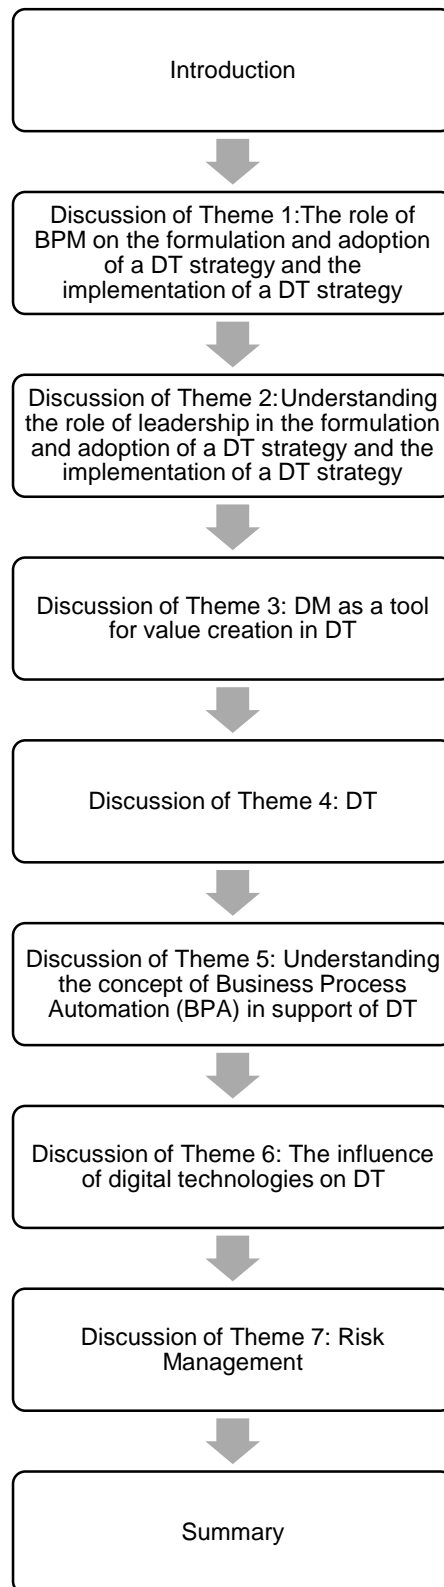 Introduction
Discussion of Theme 1:The role of
BPM on the formulation and adoption
of a DT strategy and the
implementation of a DT strategy
Discussion of Theme 2:Understanding
the role of leadership in the formulation
and adoption of a DT strategy and the
implementation of a DT strategy
Discussion of Theme 3: DM as a tool
for value creation in DT
Discussion of Theme 4: DT
Discussion of Theme 5: Understanding
the concept of Business Process
Automation (BPA) in support of DT
Discussion of Theme 6: The influence
of digital technologies on DT
Discussion of Theme 7: Risk
Management
Summary